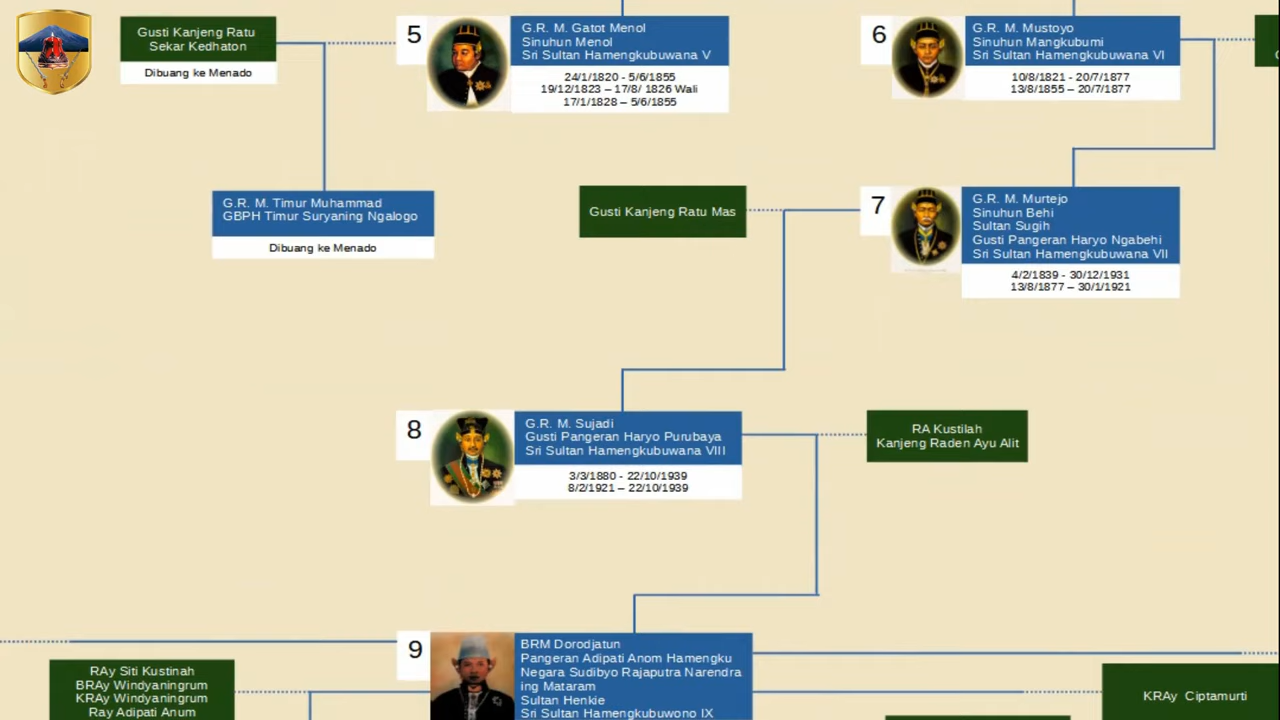 Gusti Kanjeng Ratu
Sekar Kedhaton
Dibuang ke Menado
5
G.R. M. Gatot Menol
Sinuhun Menol
Sri Sultan Hamengkubuwana V
24/1/1820 - 5/6/1855
19/12/1823 – 17/8/ 1826 Wali
17/1/1828 – 5/6/1855
6
G.R. M. Mustoyo
Sinuhun Mangkubumi
Sri Sultan Hamengkubuwana VI
10/8/1821 - 20/7/1877
13/8/1855 – 20/7/1877
G.R. M. Timur Muhammad
GBPH Timur Suryaning Ngalogo
Dibuang ke Menado
Gusti Kanjeng Ratu Mas
7
G.R. M. Murtejo
Sinuhun Behi
Sultan Sugih
Gusti Pangeran Haryo Ngabehi
Sri Sultan Hamengkubuwana VII
4/2/1839 - 30/12/1931
13/8/1877 – 30/1/1921
8
G.R. M. Sujadi
Gusti Pangeran Haryo Purubaya
Sri Sultan Hamengkubuwana VIII
3/3/1880 - 22/10/1939
8/2/1921 – 22/10/1939
RA Kustilah
Kanjeng Raden Ayu Alit
9
BRM Dorodjatun
Pangeran Adipati Anom Hamengku
Negara Sudibyo Rajaputra Narendra
ing Mataram
Sultan Henkie
Sri Sultan Hamengkubuwono IX
RAy Siti Kustinah
BRAy Windyaningrum
KRAy Windyaningrum
Ray Adipati Anum
KRAy Ciptamurti